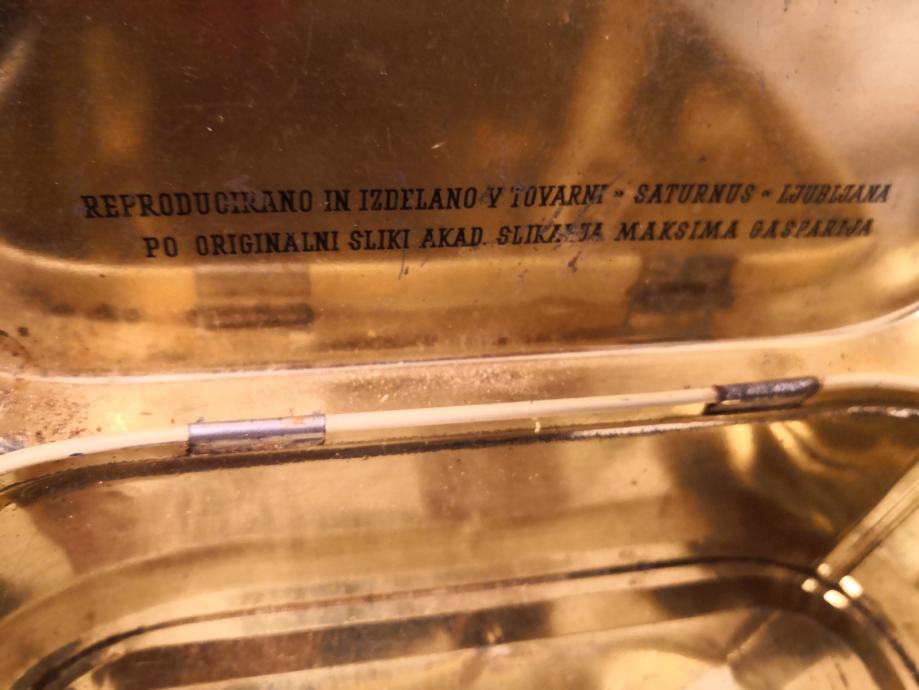 REPRODUCIRANO IN IZDELANO V TOVARNI » SATURNUS « LJUBLJANA
PO ORIGINALNI SLIKI AKAD. SLIKARJA MAKSIMA GASPARIJA